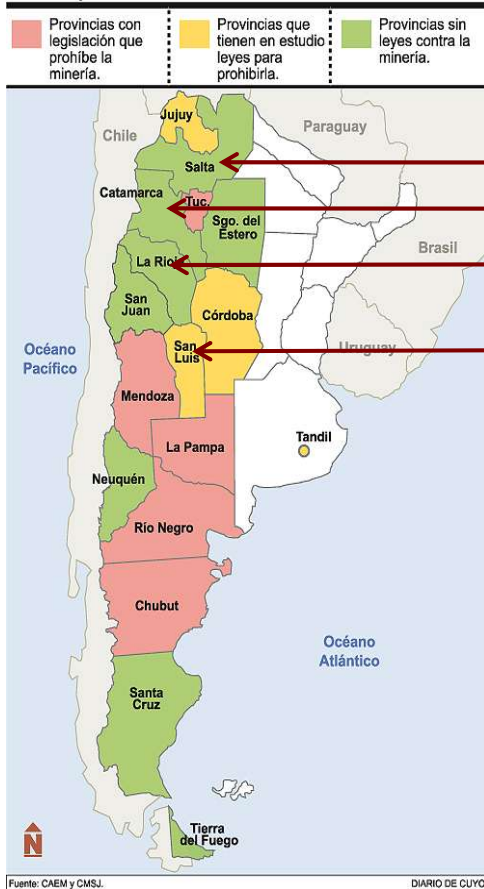 Provincias con
legislación que
prohíbe la
minería.
Provincias que
tienen en estudio
leyes para
prohibirla.
Provincias sin
leyes contra la
minería.
Jujuy
Chile
Paraguay
Salta
Catamarca
Tuc.
Sgo. del
Estero
Brasil
La Rioj
San
Juan
Córdoba
Océano
Pacífico
San
Luis
Uruguay
Mendoza
Tandil
La Pampa
Neuquén
Río Negro
Chubut
Océano
Atlántico
Santa
Cruz
N
Tierra
del Fuego
Fuente: CAEM y CMSJ.
DIARIO DE CUYO